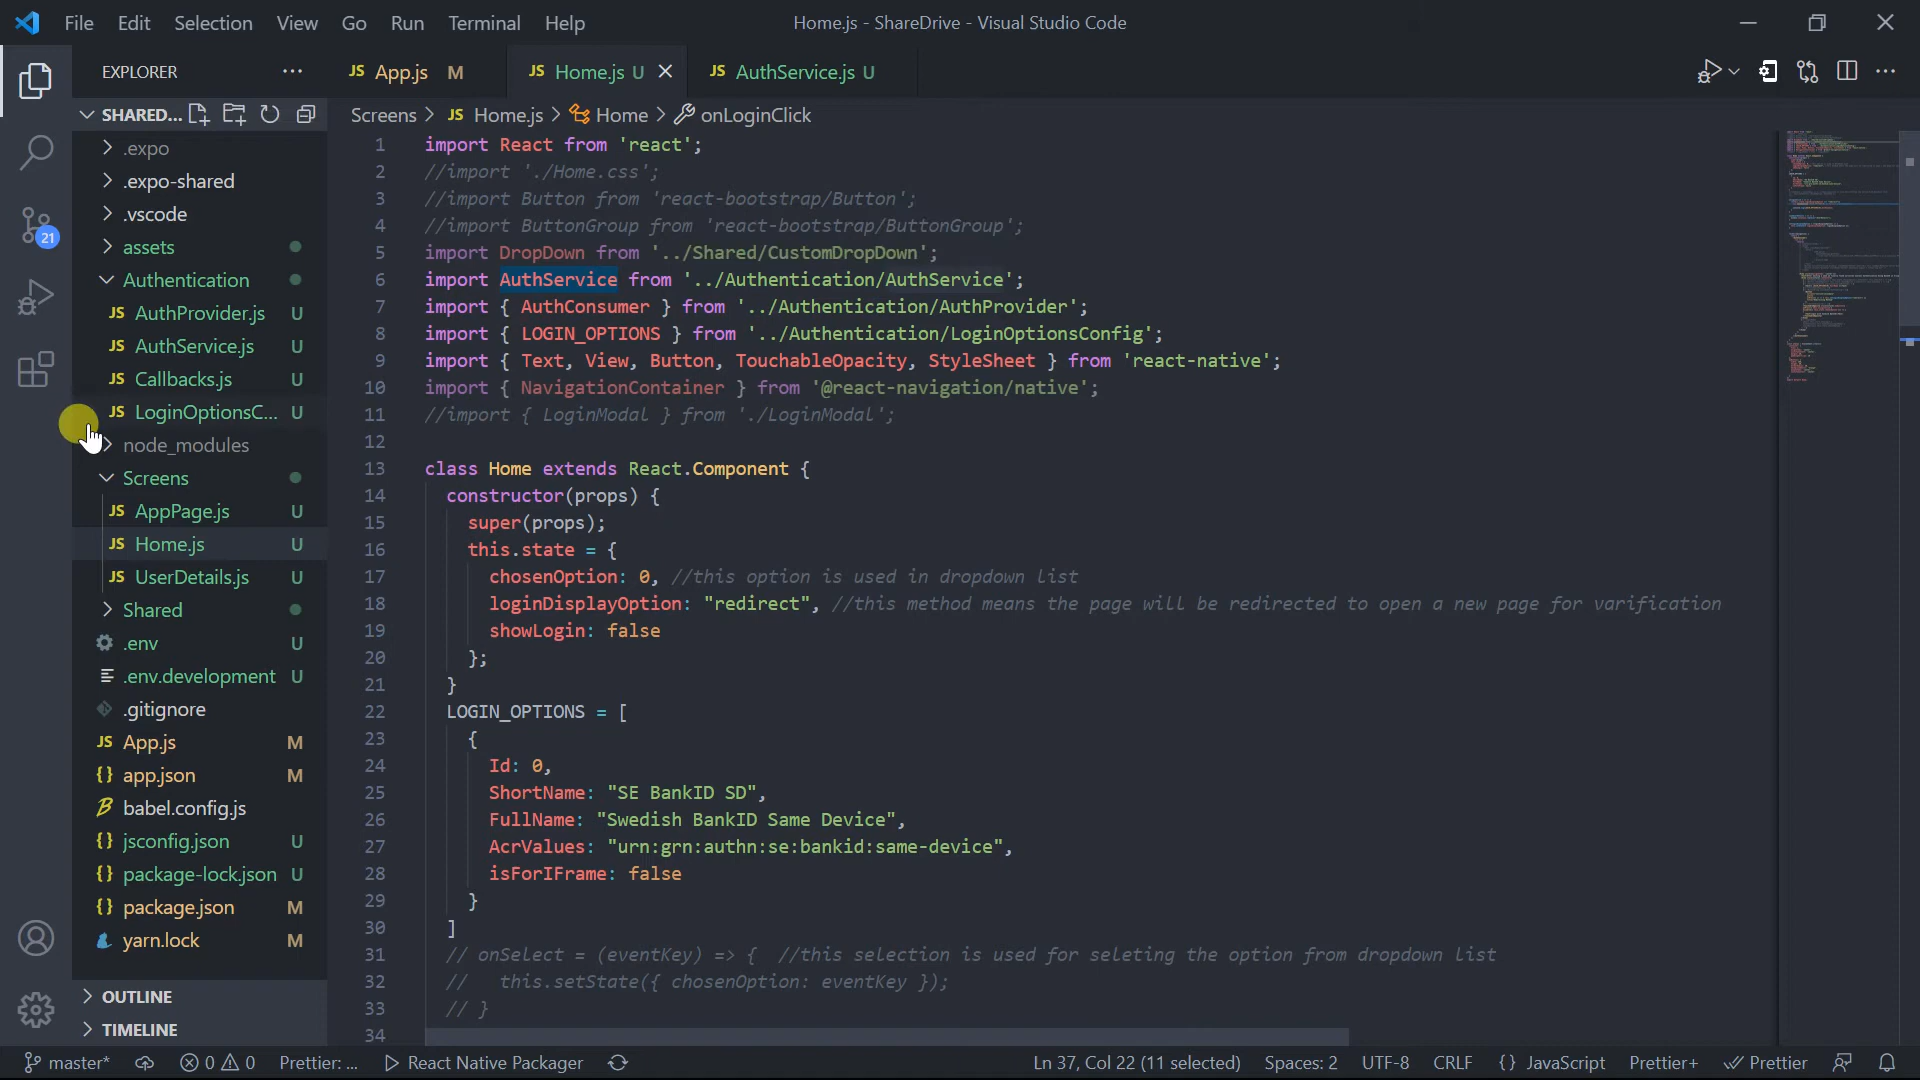 File Edit Selection View Go Run Terminal Help
Home.js - ShareDrive - Visual Studio Code
EXPLORER
JS App.js M
JS Home.js U
JS AuthService.js U
SHARED...
Screens > JS Home.js > Home > onLoginClick
.expo
.expo-shared
.vscode
assets
Authentication
JS AuthProvider.js U
JS AuthService.js U
JS Callbacks.js U
JS LoginOptionsC... U
node_modules
Screens
JS AppPage.js U
JS Home.js U
JS UserDetails.js U
Shared
.env U
.env.development U
.gitignore
JS App.js M
{} app.json M
babel.config.js
{} jsconfig.json U
{} package-lock.json U
{} package.json M
yarn.lock M
OUTLINE
TIMELINE
21
1 import React from 'react';
2 //import './Home.css';
3 //import Button from 'react-bootstrap/Button';
4 //import ButtonGroup from 'react-bootstrap/ButtonGroup';
5 import DropDown from '../Shared/CustomDropDown';
6 import AuthService from '../Authentication/AuthService';
7 import { AuthConsumer } from '../Authentication/AuthProvider';
8 import { LOGIN_OPTIONS } from '../Authentication/LoginOptionsConfig';
9 import { Text, View, Button, TouchableOpacity, StyleSheet } from 'react-native';
10 import { NavigationContainer } from '@react-navigation/native';
11 //import { LoginModal } from './LoginModal';
12
13 class Home extends React.Component {
14 constructor(props) {
15 super(props);
16 this.state = {
17 chosenOption: 0, //this option is used in dropdown list
18 loginDisplayOption: "redirect", //this method means the page will be redirected to open a new page for varification
19 showLogin: false
20 };
21 }
22 LOGIN_OPTIONS = [
23 {
24 Id: 0,
25 ShortName: "SE BankID SD",
26 FullName: "Swedish BankID Same Device",
27 AcrValues: "urn:grn:authn:se:bankid:same-device",
28 isForIFrame: false
29 }
30 ]
31 // onSelect = (eventKey) => { //this selection is used for seleting the option from dropdown list
32 // this.setState({ chosenOption: eventKey });
33 // }
34
master* 0 0 Prettier: ... React Native Packager Ln 37, Col 22 (11 selected) Spaces: 2 UTF-8 CRLF {} JavaScript Prettier+ Prettier